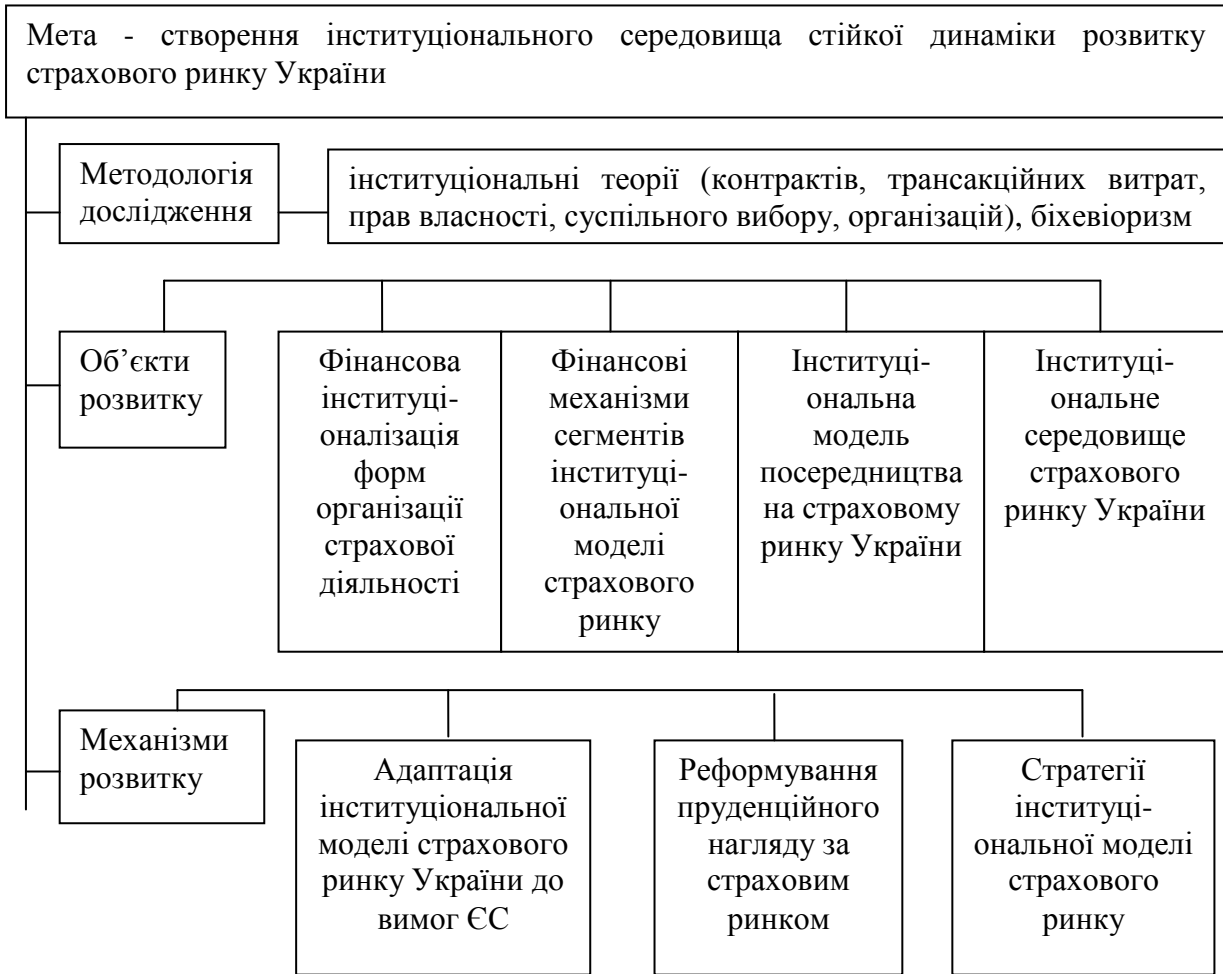 Мета - створення інституціонального середовища стійкої динаміки розвитку
страхового ринку України
Методологія
дослідження
інституціональні теорії (контрактів, трансакційних витрат,
прав власності, суспільного вибору, організацій), біхевіоризм
Об’єкти
розвитку
Фінансова
інституці-
оналізація
форм
організації
страхової
діяльності
Фінансові
механізми
сегментів
інституці-
ональної
моделі
страхового
ринку
Інституці-
ональна
модель
посередництва
на страховому
ринку України
Інституці-
ональне
середовище
страхового
ринку України
Механізми
розвитку
Адаптація
інституціональної
моделі страхового
ринку України до
вимог ЄС
Реформування
пруденційного
нагляду за
страховим
ринком
Стратегії
інституці-
ональної моделі
страхового
ринку